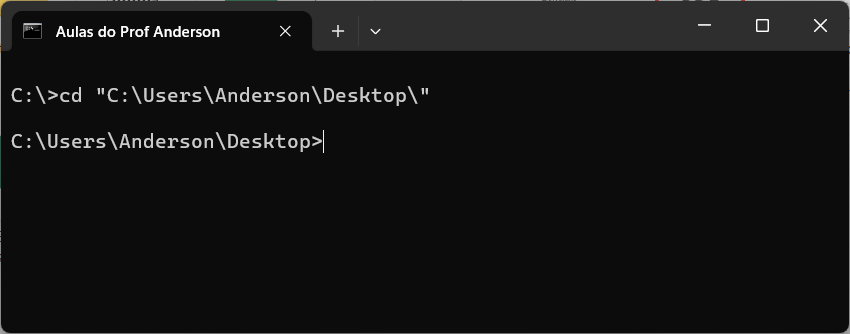 Aulas do Prof Anderson
C:\>cd "C:\Users\Anderson\Desktop\"
C:\Users\Anderson\Desktop>